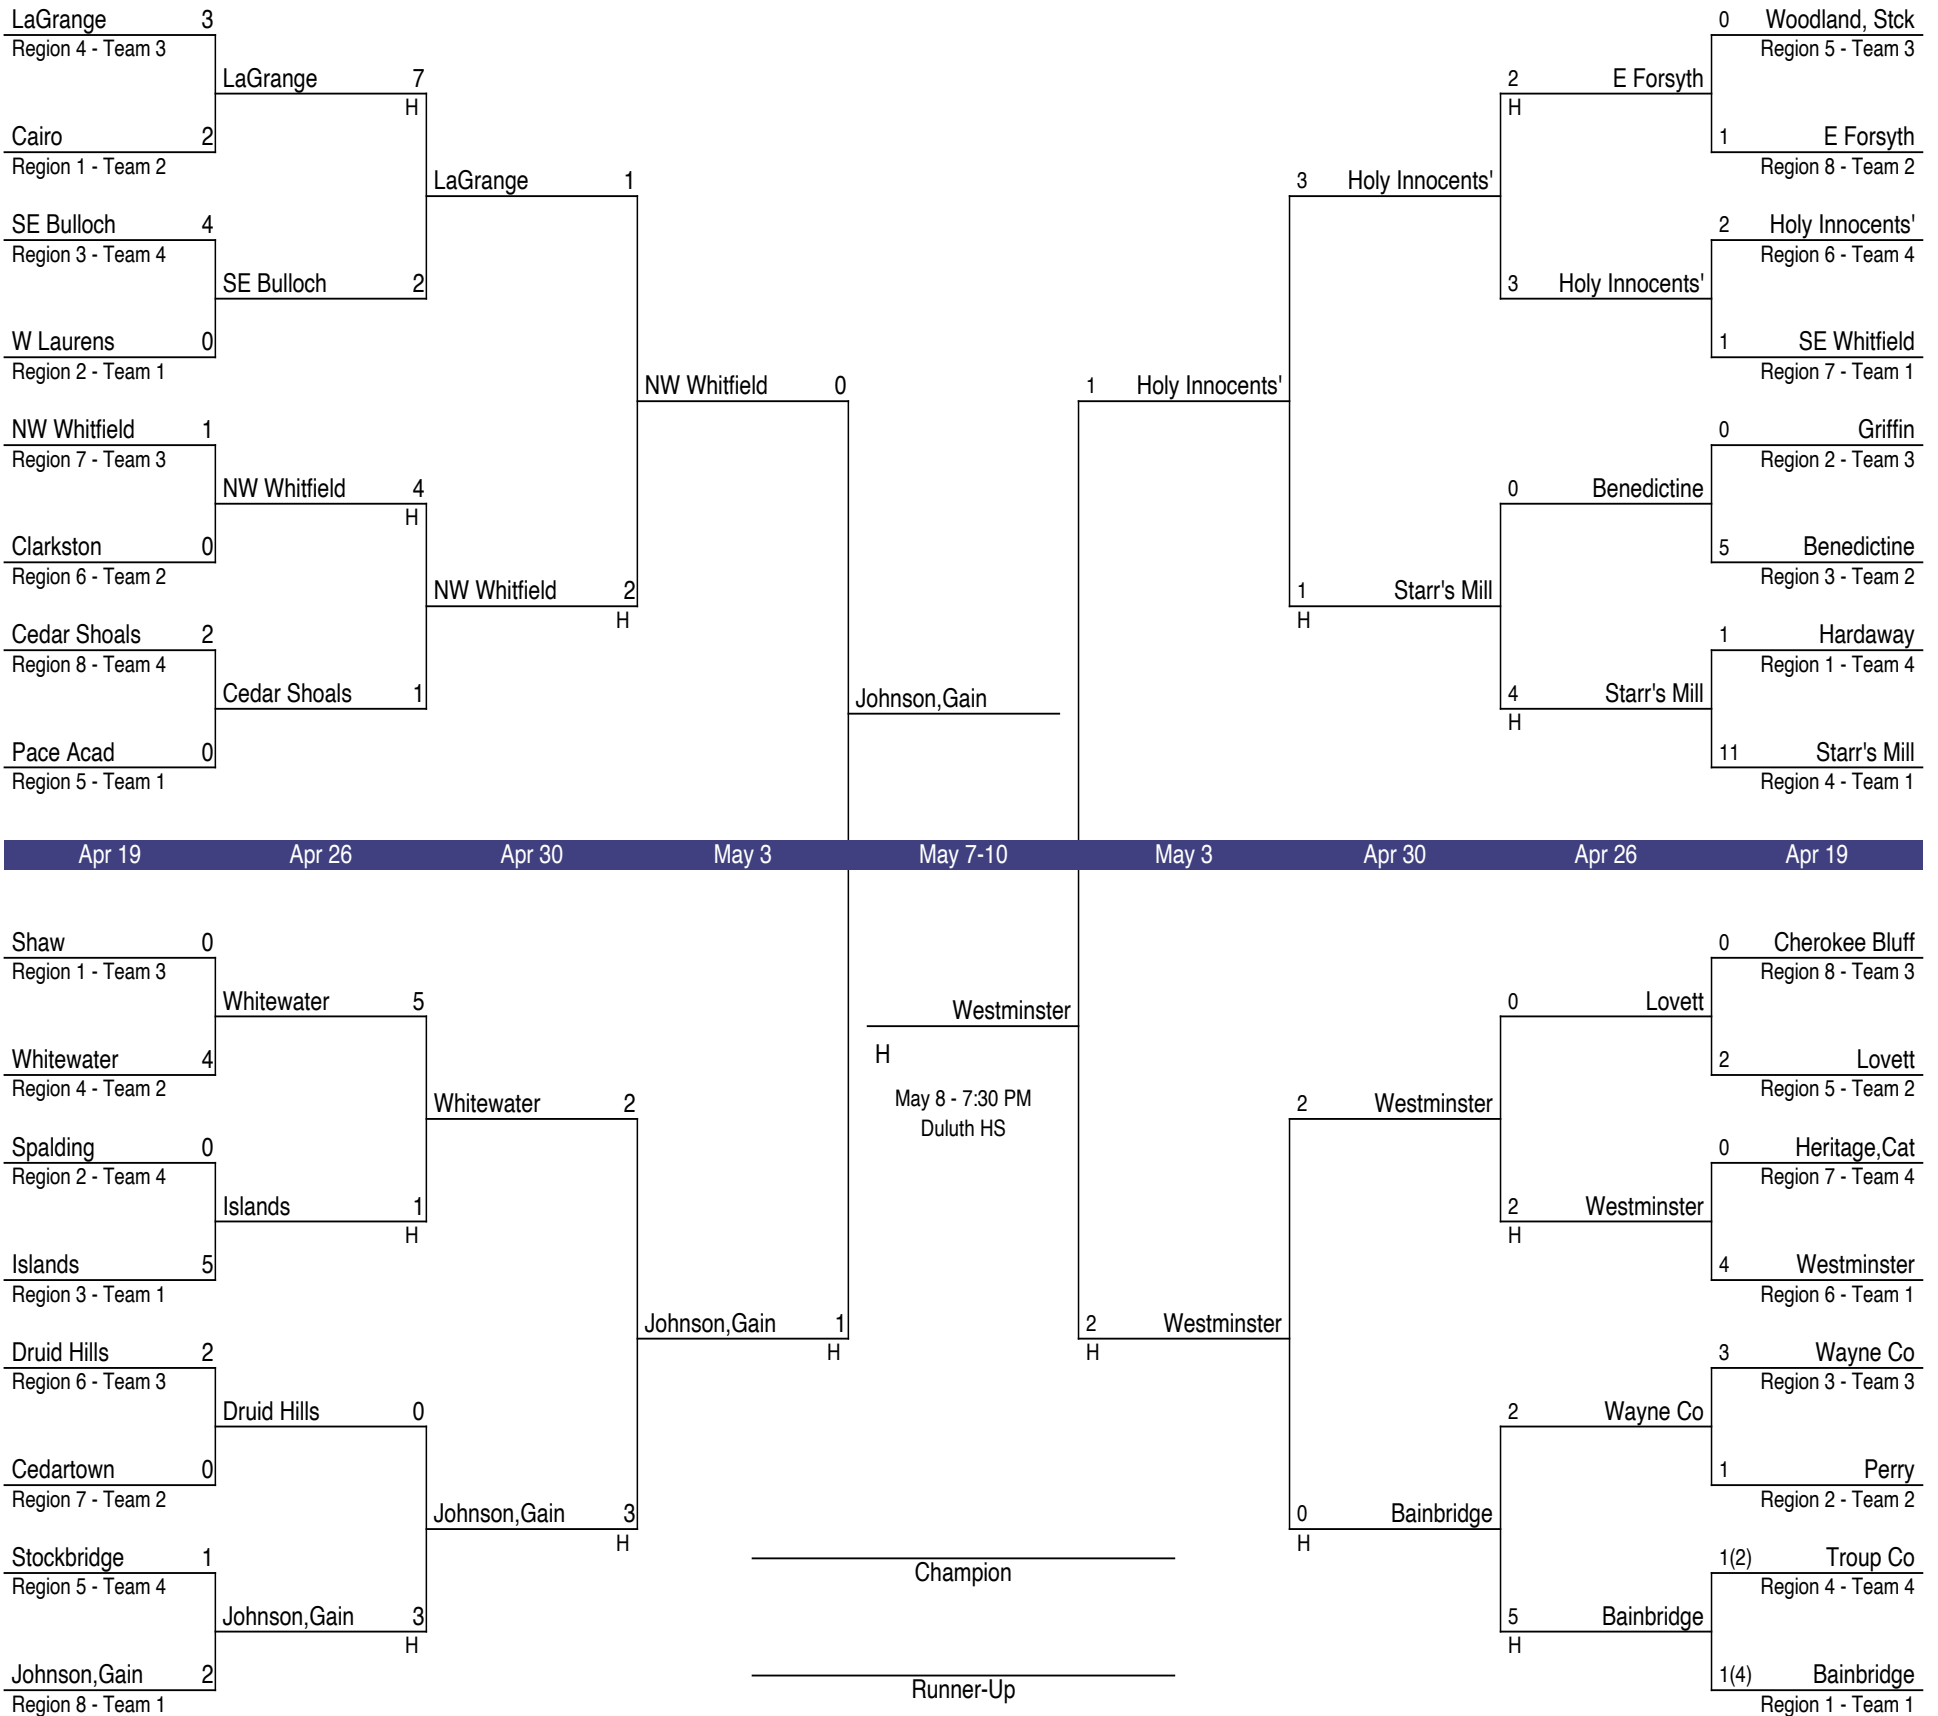 LaGrange 3
Region 4 - Team 3
Cairo 2
Region 1 - Team 2
SE Bulloch 4
Region 3 - Team 4
W Laurens 0
Region 2 - Team 1
NW Whitfield 1
Region 7 - Team 3
Clarkston 0
Region 6 - Team 2
Cedar Shoals 2
Region 8 - Team 4
Pace Acad 0
Region 5 - Team 1
LaGrange 7
H
SE Bulloch 2
NW Whitfield 4
H
Cedar Shoals 1
LaGrange 1
NW Whitfield 2
H
NW Whitfield 0
Johnson,Gain
1 Holy Innocents'
3 Holy Innocents'
1 Starr's Mill
H
2 E Forsyth
H
3 Holy Innocents'
0 Benedictine
4 Starr's Mill
H
0 Woodland, Stck
Region 5 - Team 3
1 E Forsyth
Region 8 - Team 2
2 Holy Innocents'
Region 6 - Team 4
1 SE Whitfield
Region 7 - Team 1
0 Griffin
Region 2 - Team 3
5 Benedictine
Region 3 - Team 2
1 Hardaway
Region 1 - Team 4
11 Starr's Mill
Region 4 - Team 1
Apr 19 Apr 26 Apr 30 May 3 May 7-10 May 3 Apr 30 Apr 26 Apr 19
Shaw 0
Region 1 - Team 3
Whitewater 4
Region 4 - Team 2
Spalding 0
Region 2 - Team 4
Islands 5
Region 3 - Team 1
Druid Hills 2
Region 6 - Team 3
Cedartown 0
Region 7 - Team 2
Stockbridge 1
Region 5 - Team 4
Johnson,Gain 2
Region 8 - Team 1
Whitewater 5
Islands 1
H
Druid Hills 0
Johnson,Gain 3
H
Whitewater 2
Johnson,Gain 3
H
Johnson,Gain 1
H
Westminster
H
May 8 - 7:30 PM
Duluth HS
Champion
Runner-Up
2 Westminster
H
2 Westminster
0 Bainbridge
H
0 Lovett
2 Westminster
H
2 Wayne Co
5 Bainbridge
H
0 Cherokee Bluff
Region 8 - Team 3
2 Lovett
Region 5 - Team 2
0 Heritage,Cat
Region 7 - Team 4
4 Westminster
Region 6 - Team 1
3 Wayne Co
Region 3 - Team 3
1 Perry
Region 2 - Team 2
1(2) Troup Co
Region 4 - Team 4
1(4) Bainbridge
Region 1 - Team 1